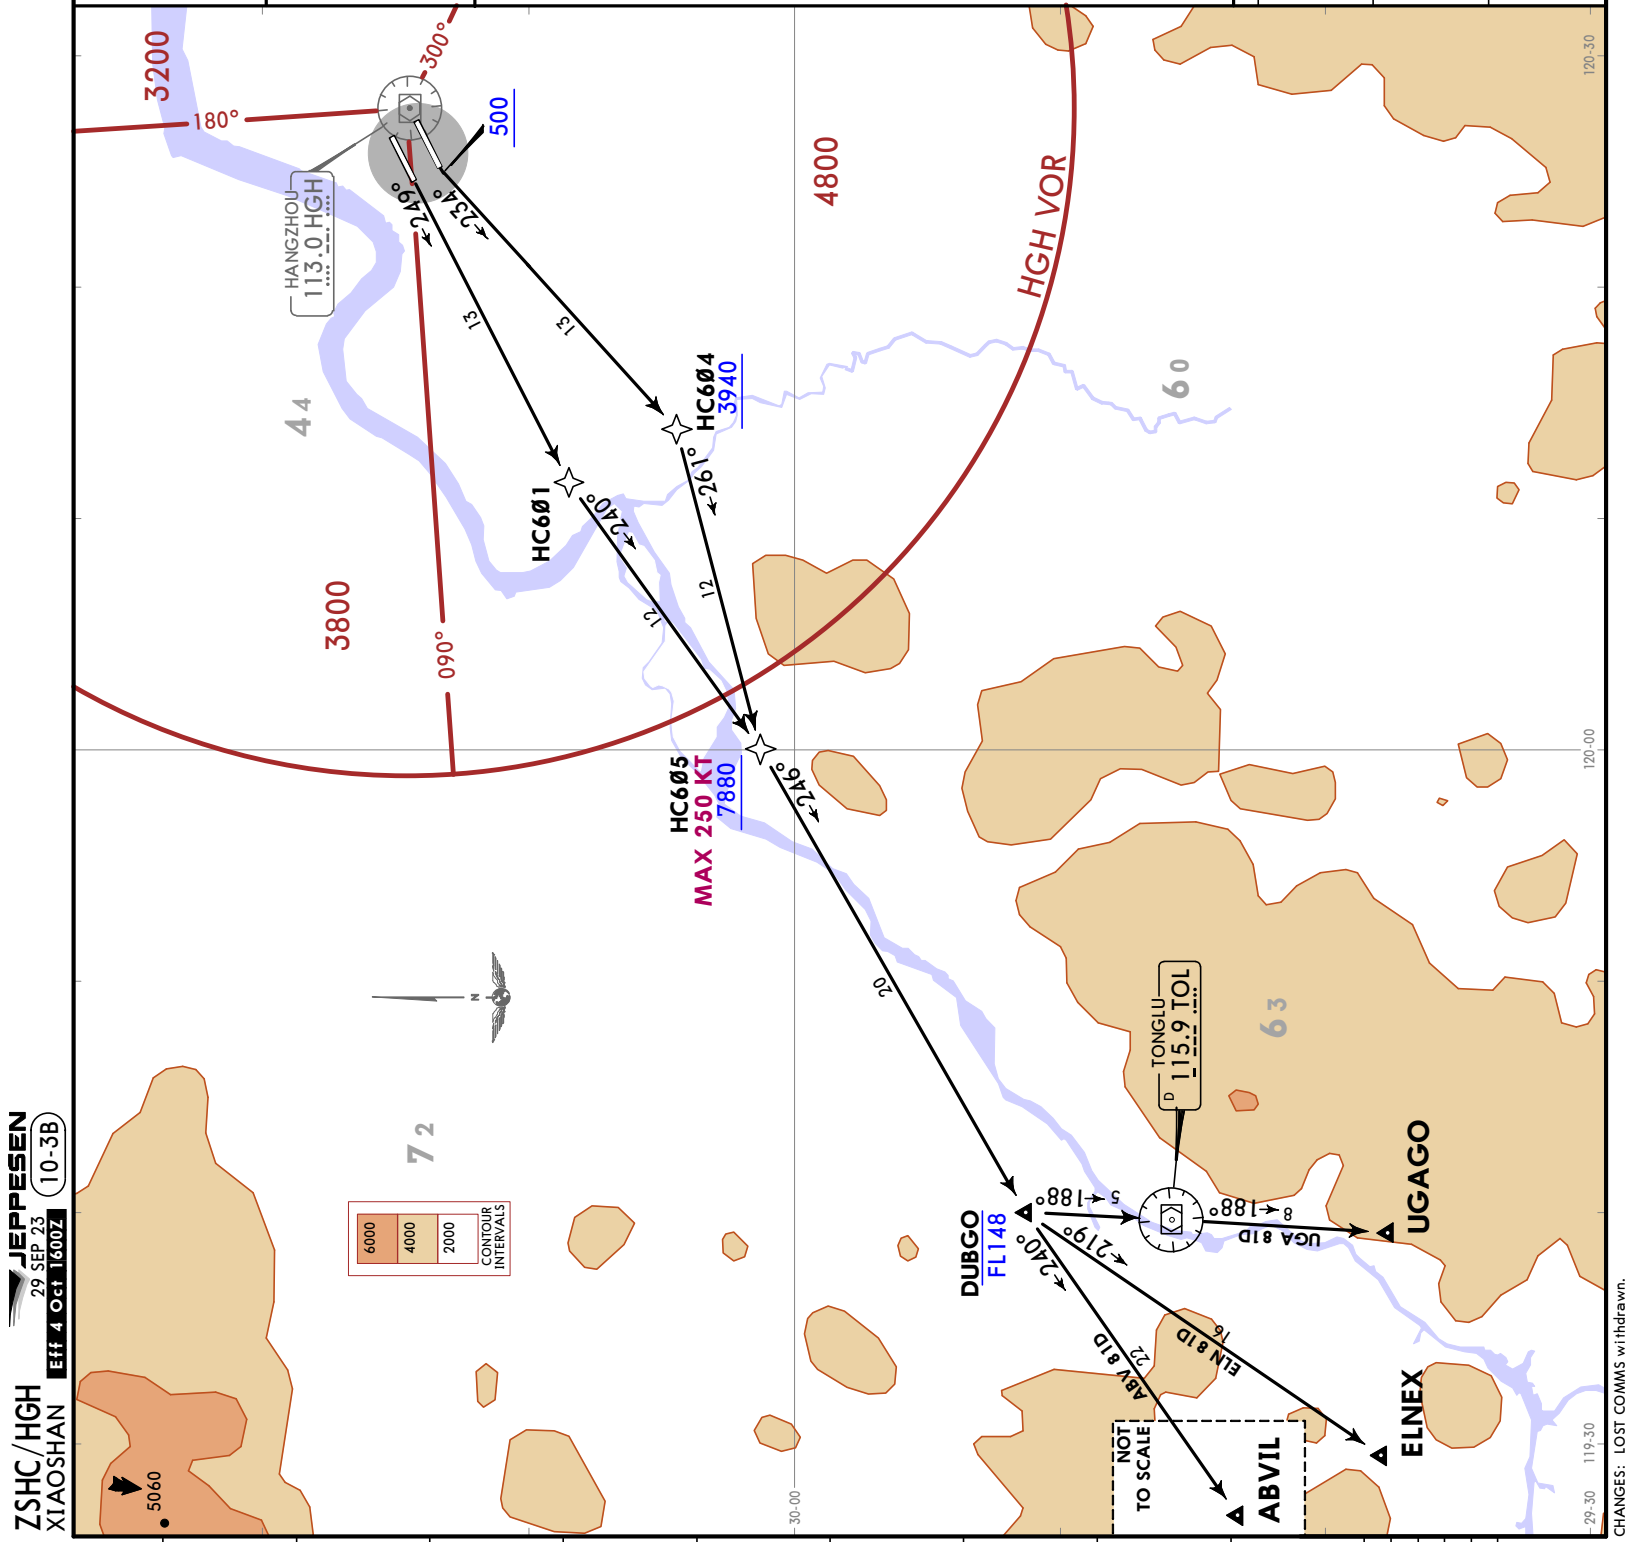 ZSHC/HGH
XIAOSHAN
JEPPESEN
29 SEP 23
10-3B
Eff 4 Oct 1600Z
3200
180°
300°
500
HANGZHOU
113.0 HGH
249°
234°
13
13
4800
HGH VOR
44
3800
090°
HC6Ø1
HC6Ø4
3940
240°
261°
12
12
60
HC6Ø5
MAX 250 KT
7880
246°
20
N
72
6000
4000
2000
CONTOUR
INTERVALS
5060
DUBGO
FL148
188°
5
219°
240°
D
TONGLU
115.9 TOL
63
188°
8
UGA 81D
UGAGO
16
ELN 81D
ELNEX
22
ABV 81D
NOT
TO SCALE
ABVIL
30-00
29-30
119-30
120-00
120-30
CHANGES: LOST COMMS withdrawn.